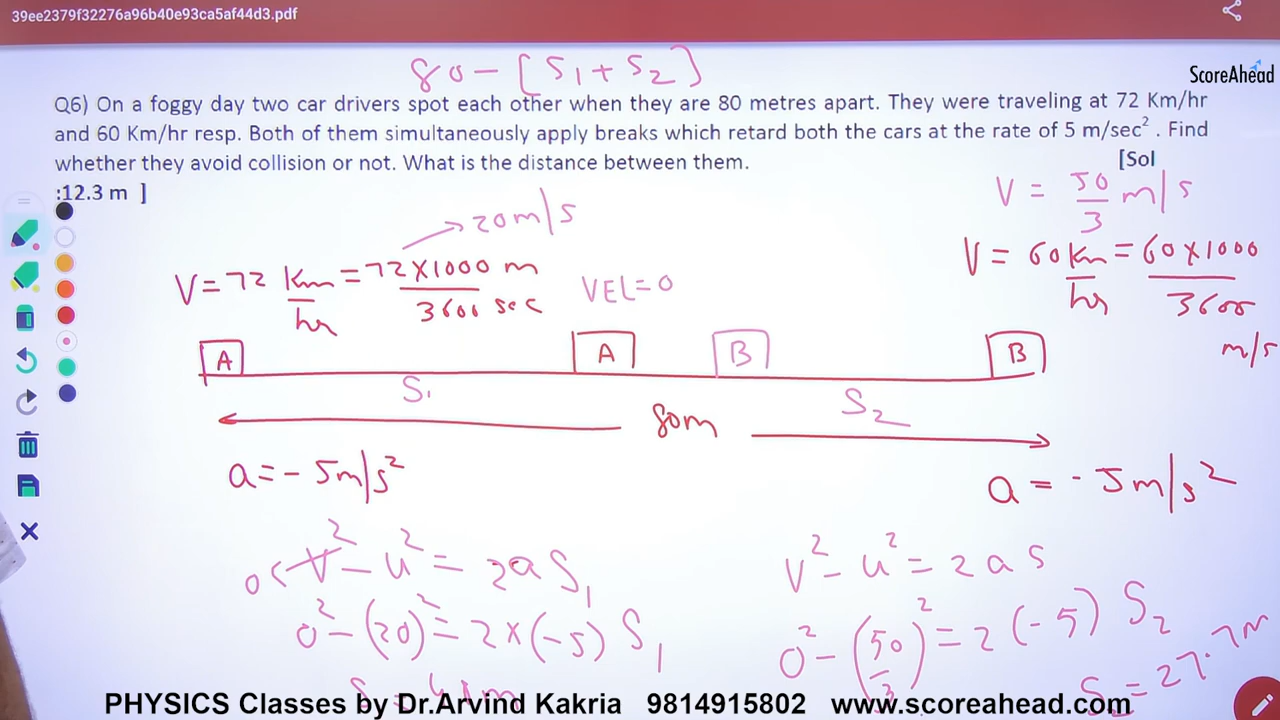 39ee2379f32276a96b40e93ca5af44d3.pdf
80 - [S1 + S2]
ScoreAhead
Q6) On a foggy day two car drivers spot each other when they are 80 metres apart. They were traveling at 72 Km/hr
and 60 Km/hr resp. Both of them simultaneously apply breaks which retard both the cars at the rate of 5 m/sec². Find
whether they avoid collision or not. What is the distance between them. [Sol
:12.3 m ]
→20m/s
V = 50/3 m/s
V = 72 Km/hr = 72×1000 m/3600 sec
VEL=0
V = 60 Km/hr = 60×1000/3600 m/s
A A B B
S1 S2
80m
a = - 5m/s²
a = - 5m/s²
0< V² - u² = 2aS1
V² - u² = 2as
0² - (20)² = 2×(-5) S1
0² - (50/3)² = 2(-5) S2
S2 = 27.7m
PHYSICS Classes by Dr.Arvind Kakria 9814915802 www.scoreahead.com